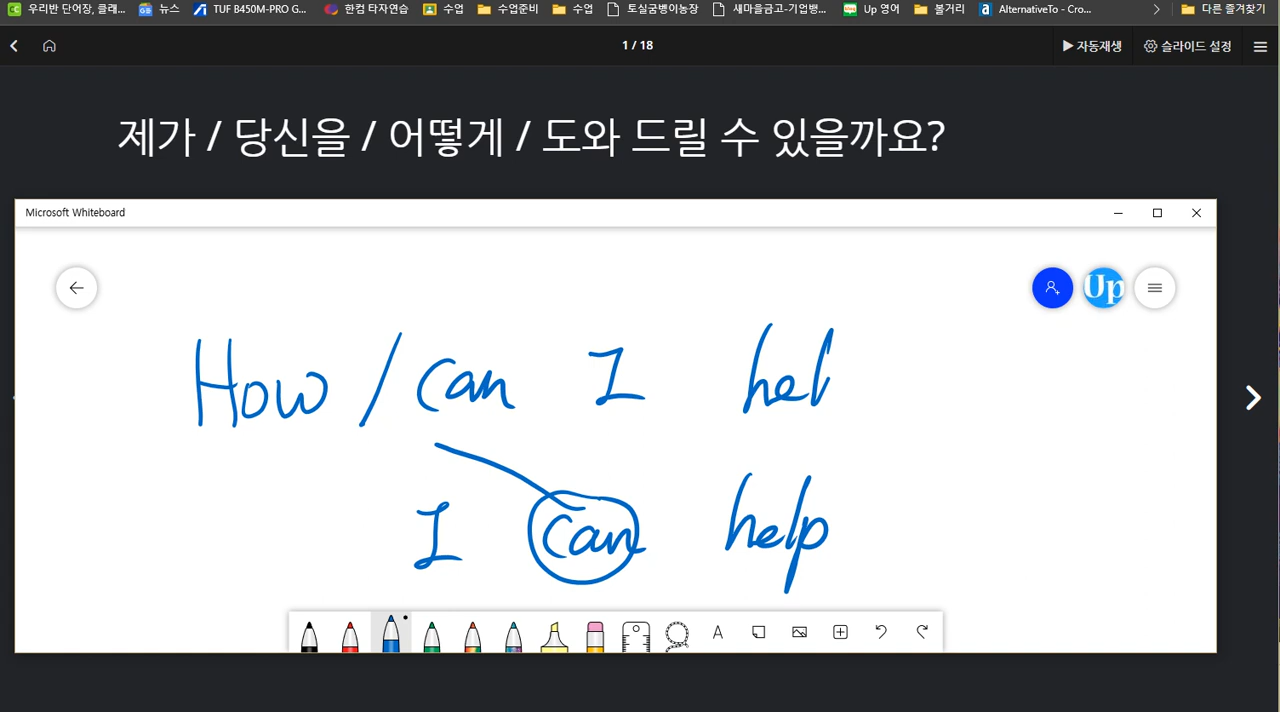 우리반 단어장, 클래... 뉴스 TUF B450M-PRO G... 한컴 타자연습 수업 수업준비 수업 토실굼벵이농장 새마을금고-기업뱅... Up 영어 볼거리 AlternativeTo - Cro... 다른 즐겨찾기
1 / 18 자동재생 슬라이드 설정
제가 / 당신을 / 어떻게 / 도와 드릴 수 있을까요?
Microsoft Whiteboard
Up
How / can I hel
I can help